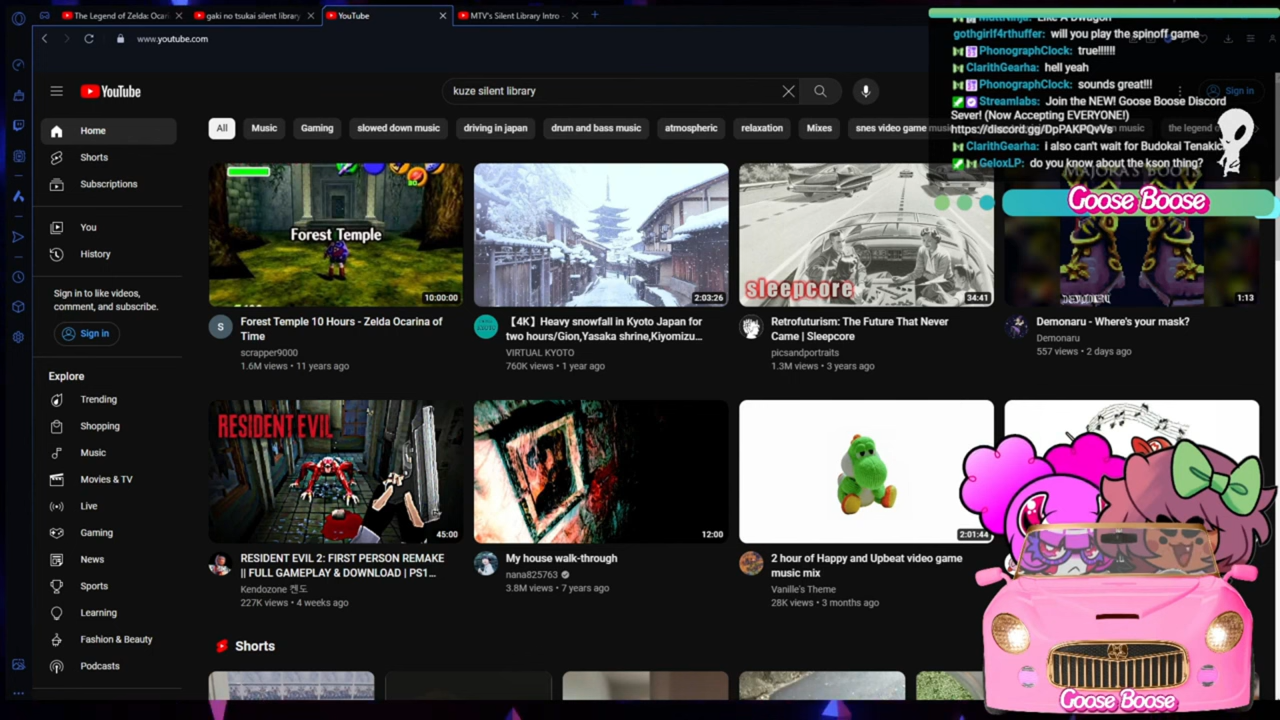 The Legend of Zelda: Ocari
gaki no tsukai silent library
YouTube
MTV's Silent Library Intro -
www.youtube.com
Like A Dwagon
gothgirlf4rthuffer: will you play the spinoff game
PhonographClock: true!!!!!!
ClarithGearha: hell yeah
PhonographClock: sounds great!!!
Streamlabs: Join the NEW! Goose Boose Discord
Sever! (Now Accepting EVERYONE!)
https://discord.gg/DpPAKPQvVs
ClarithGearha: i also can't wait for Budokai Tenakic
GeloxLP: do you know about the kson thing?
Goose Boose
YouTube
kuze silent library
Sign in
All
Music
Gaming
slowed down music
driving in japan
drum and bass music
atmospheric
relaxation
Mixes
snes video game music
the legend o
Home
Shorts
Subscriptions
You
History
Sign in to like videos,
comment, and subscribe.
Sign in
Explore
Trending
Shopping
Music
Movies & TV
Live
Gaming
News
Sports
Learning
Fashion & Beauty
Podcasts
Forest Temple
10:00:00
Forest Temple 10 Hours - Zelda Ocarina of
Time
scrapper9000
1.6M views • 11 years ago
2:03:26
【4K】Heavy snowfall in Kyoto Japan for
two hours/Gion,Yasaka shrine,Kiyomizu...
VIRTUAL KYOTO
760K views • 1 year ago
sleepcore
34:41
Retrofuturism: The Future That Never
Came | Sleepcore
picsandportraits
1.3M views • 3 years ago
MAJORA'S BOOTS
1:13
Demonaru - Where's your mask?
Demonaru
557 views • 2 days ago
RESIDENT EVIL
45:00
RESIDENT EVIL 2: FIRST PERSON REMAKE
|| FULL GAMEPLAY & DOWNLOAD | PS1...
Kendozone 켄도
227K views • 4 weeks ago
12:00
My house walk-through
nana825763
3.8M views • 7 years ago
2:01:44
2 hour of Happy and Upbeat video game
music mix
Vanille's Theme
28K views • 3 months ago
Shorts
Goose Boose